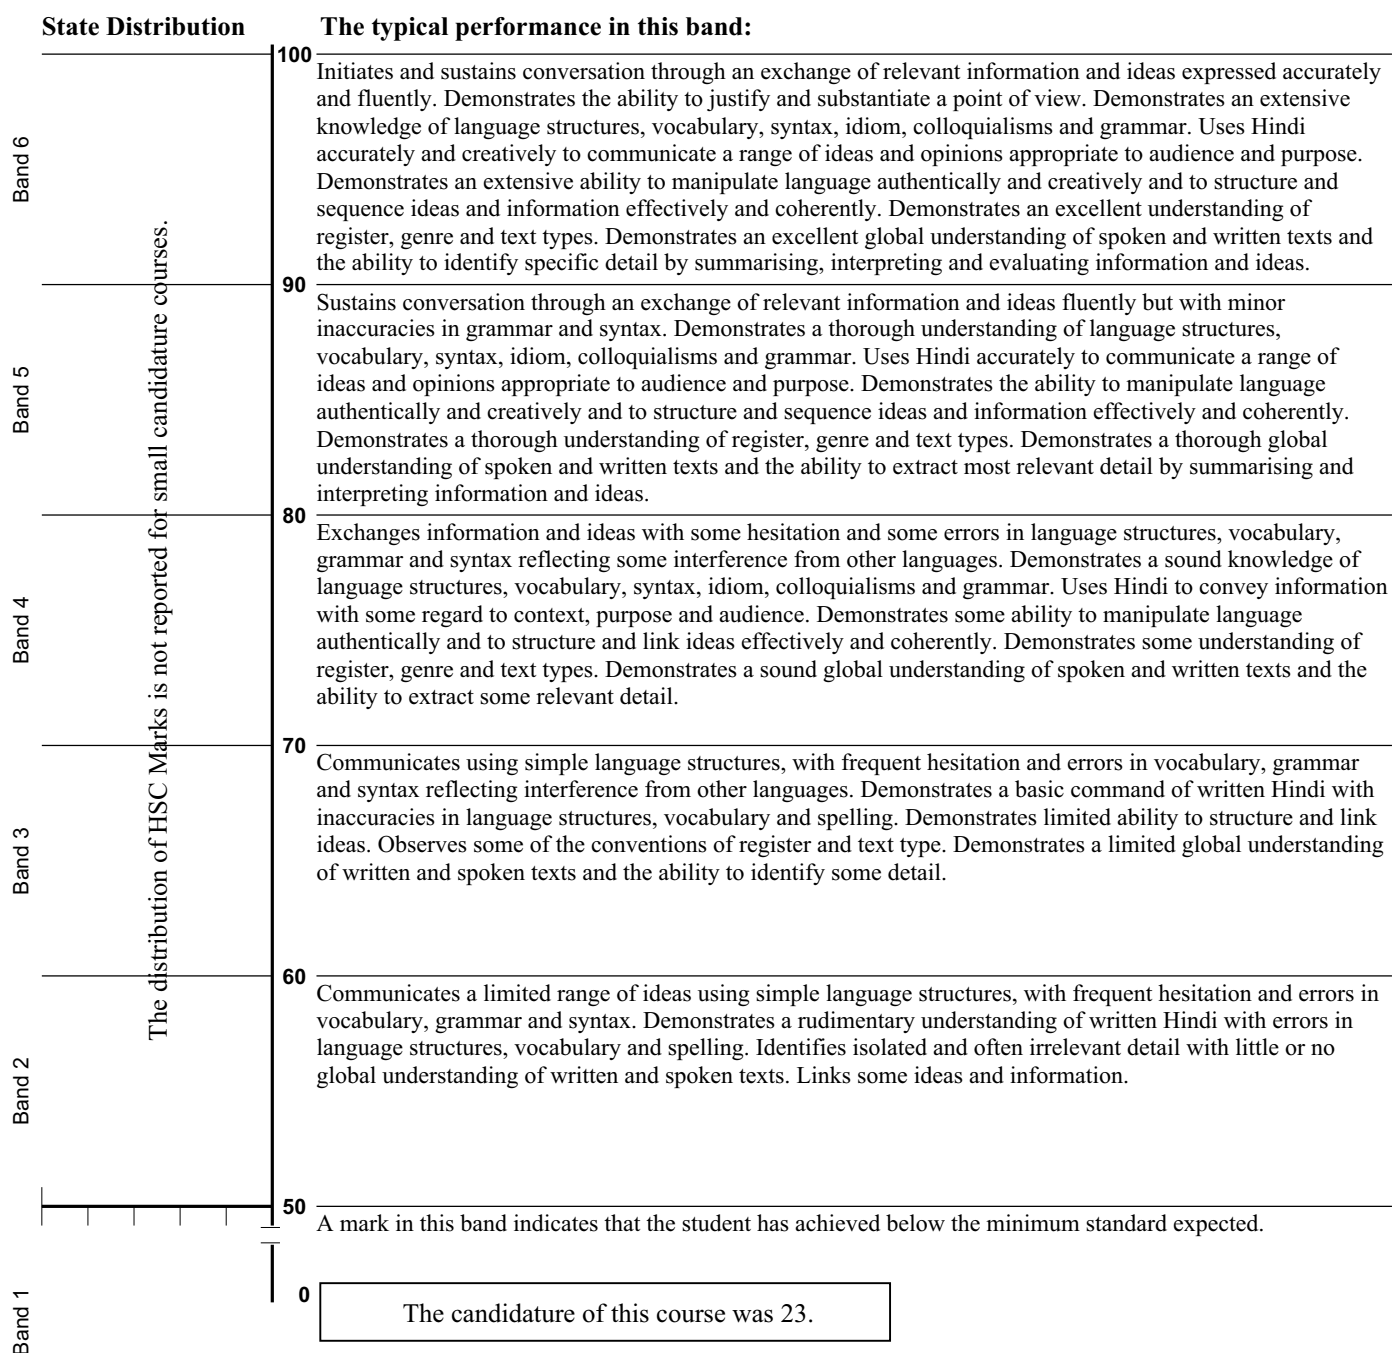 State Distribution
The typical performance in this band:
100
Band 6
Initiates and sustains conversation through an exchange of relevant information and ideas expressed accurately
and fluently. Demonstrates the ability to justify and substantiate a point of view. Demonstrates an extensive
knowledge of language structures, vocabulary, syntax, idiom, colloquialisms and grammar. Uses Hindi
accurately and creatively to communicate a range of ideas and opinions appropriate to audience and purpose.
Demonstrates an extensive ability to manipulate language authentically and creatively and to structure and
sequence ideas and information effectively and coherently. Demonstrates an excellent understanding of
register, genre and text types. Demonstrates an excellent global understanding of spoken and written texts and
the ability to identify specific detail by summarising, interpreting and evaluating information and ideas.
The distribution of HSC Marks is not reported for small candidature courses.
90
Band 5
Sustains conversation through an exchange of relevant information and ideas fluently but with minor
inaccuracies in grammar and syntax. Demonstrates a thorough understanding of language structures,
vocabulary, syntax, idiom, colloquialisms and grammar. Uses Hindi accurately to communicate a range of
ideas and opinions appropriate to audience and purpose. Demonstrates the ability to manipulate language
authentically and creatively and to structure and sequence ideas and information effectively and coherently.
Demonstrates a thorough understanding of register, genre and text types. Demonstrates a thorough global
understanding of spoken and written texts and the ability to extract most relevant detail by summarising and
interpreting information and ideas.
80
Band 4
Exchanges information and ideas with some hesitation and some errors in language structures, vocabulary,
grammar and syntax reflecting some interference from other languages. Demonstrates a sound knowledge of
language structures, vocabulary, syntax, idiom, colloquialisms and grammar. Uses Hindi to convey information
with some regard to context, purpose and audience. Demonstrates some ability to manipulate language
authentically and to structure and link ideas effectively and coherently. Demonstrates some understanding of
register, genre and text types. Demonstrates a sound global understanding of spoken and written texts and the
ability to extract some relevant detail.
70
Band 3
Communicates using simple language structures, with frequent hesitation and errors in vocabulary, grammar
and syntax reflecting interference from other languages. Demonstrates a basic command of written Hindi with
inaccuracies in language structures, vocabulary and spelling. Demonstrates limited ability to structure and link
ideas. Observes some of the conventions of register and text type. Demonstrates a limited global understanding
of written and spoken texts and the ability to identify some detail.
60
Band 2
Communicates a limited range of ideas using simple language structures, with frequent hesitation and errors in
vocabulary, grammar and syntax. Demonstrates a rudimentary understanding of written Hindi with errors in
language structures, vocabulary and spelling. Identifies isolated and often irrelevant detail with little or no
global understanding of written and spoken texts. Links some ideas and information.
50
A mark in this band indicates that the student has achieved below the minimum standard expected.
Band 1
0
The candidature of this course was 23.